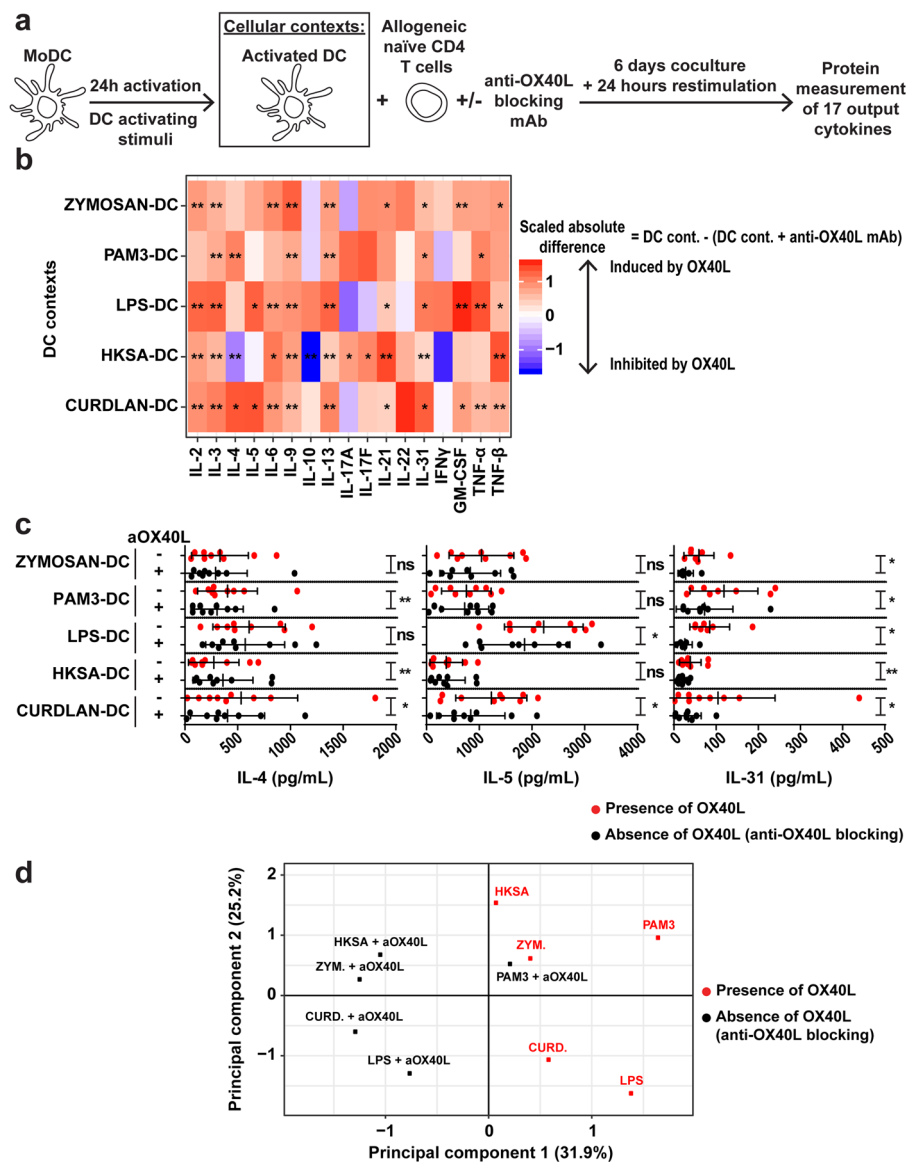 a
MoDC
24h activation
DC activating
stimuli
Cellular contexts:
Activated DC
+
Allogeneic
naïve CD4
T cells
+/-
anti-OX40L
blocking
mAb
6 days coculture
+ 24 hours restimulation
Protein
measurement
of 17 output
cytokines
b
DC contexts
ZYMOSAN-DC ** ** ** ** ** * * ** *
PAM3-DC ** ** ** ** * *
LPS-DC ** ** * ** ** ** * * ** ** *
HKSA-DC ** ** ** * ** ** ** * * ** ** **
CURDLAN-DC ** ** * * ** ** ** * * * ** **
IL-2 IL-3 IL-4 IL-5 IL-6 IL-9 IL-10 IL-13 IL-17A IL-17F IL-21 IL-22 IL-31 IFNγ GM-CSF TNF-α TNF-β
Scaled absolute
difference
= DC cont. - (DC cont. + anti-OX40L mAb)
1
0
−1
Induced by OX40L
Inhibited by OX40L
c
aOX40L
ZYMOSAN-DC - + ns ns *
PAM3-DC - + ** ns *
LPS-DC - + ns * *
HKSA-DC - + ** ns **
CURDLAN-DC - + * * *
0 500 1000 1500 2000
0 1000 2000 3000 4000
0 100 200 300 400 500
IL-4 (pg/mL)
IL-5 (pg/mL)
IL-31 (pg/mL)
Presence of OX40L
Absence of OX40L (anti-OX40L blocking)
d
Principal component 2 (25.2%)
2
1
0
−1
HKSA
PAM3
HKSA + aOX40L
ZYM.
ZYM. + aOX40L
PAM3 + aOX40L
CURD. + aOX40L
CURD.
LPS + aOX40L
LPS
−1 0 1
Principal component 1 (31.9%)
Presence of OX40L
Absence of OX40L
(anti-OX40L blocking)